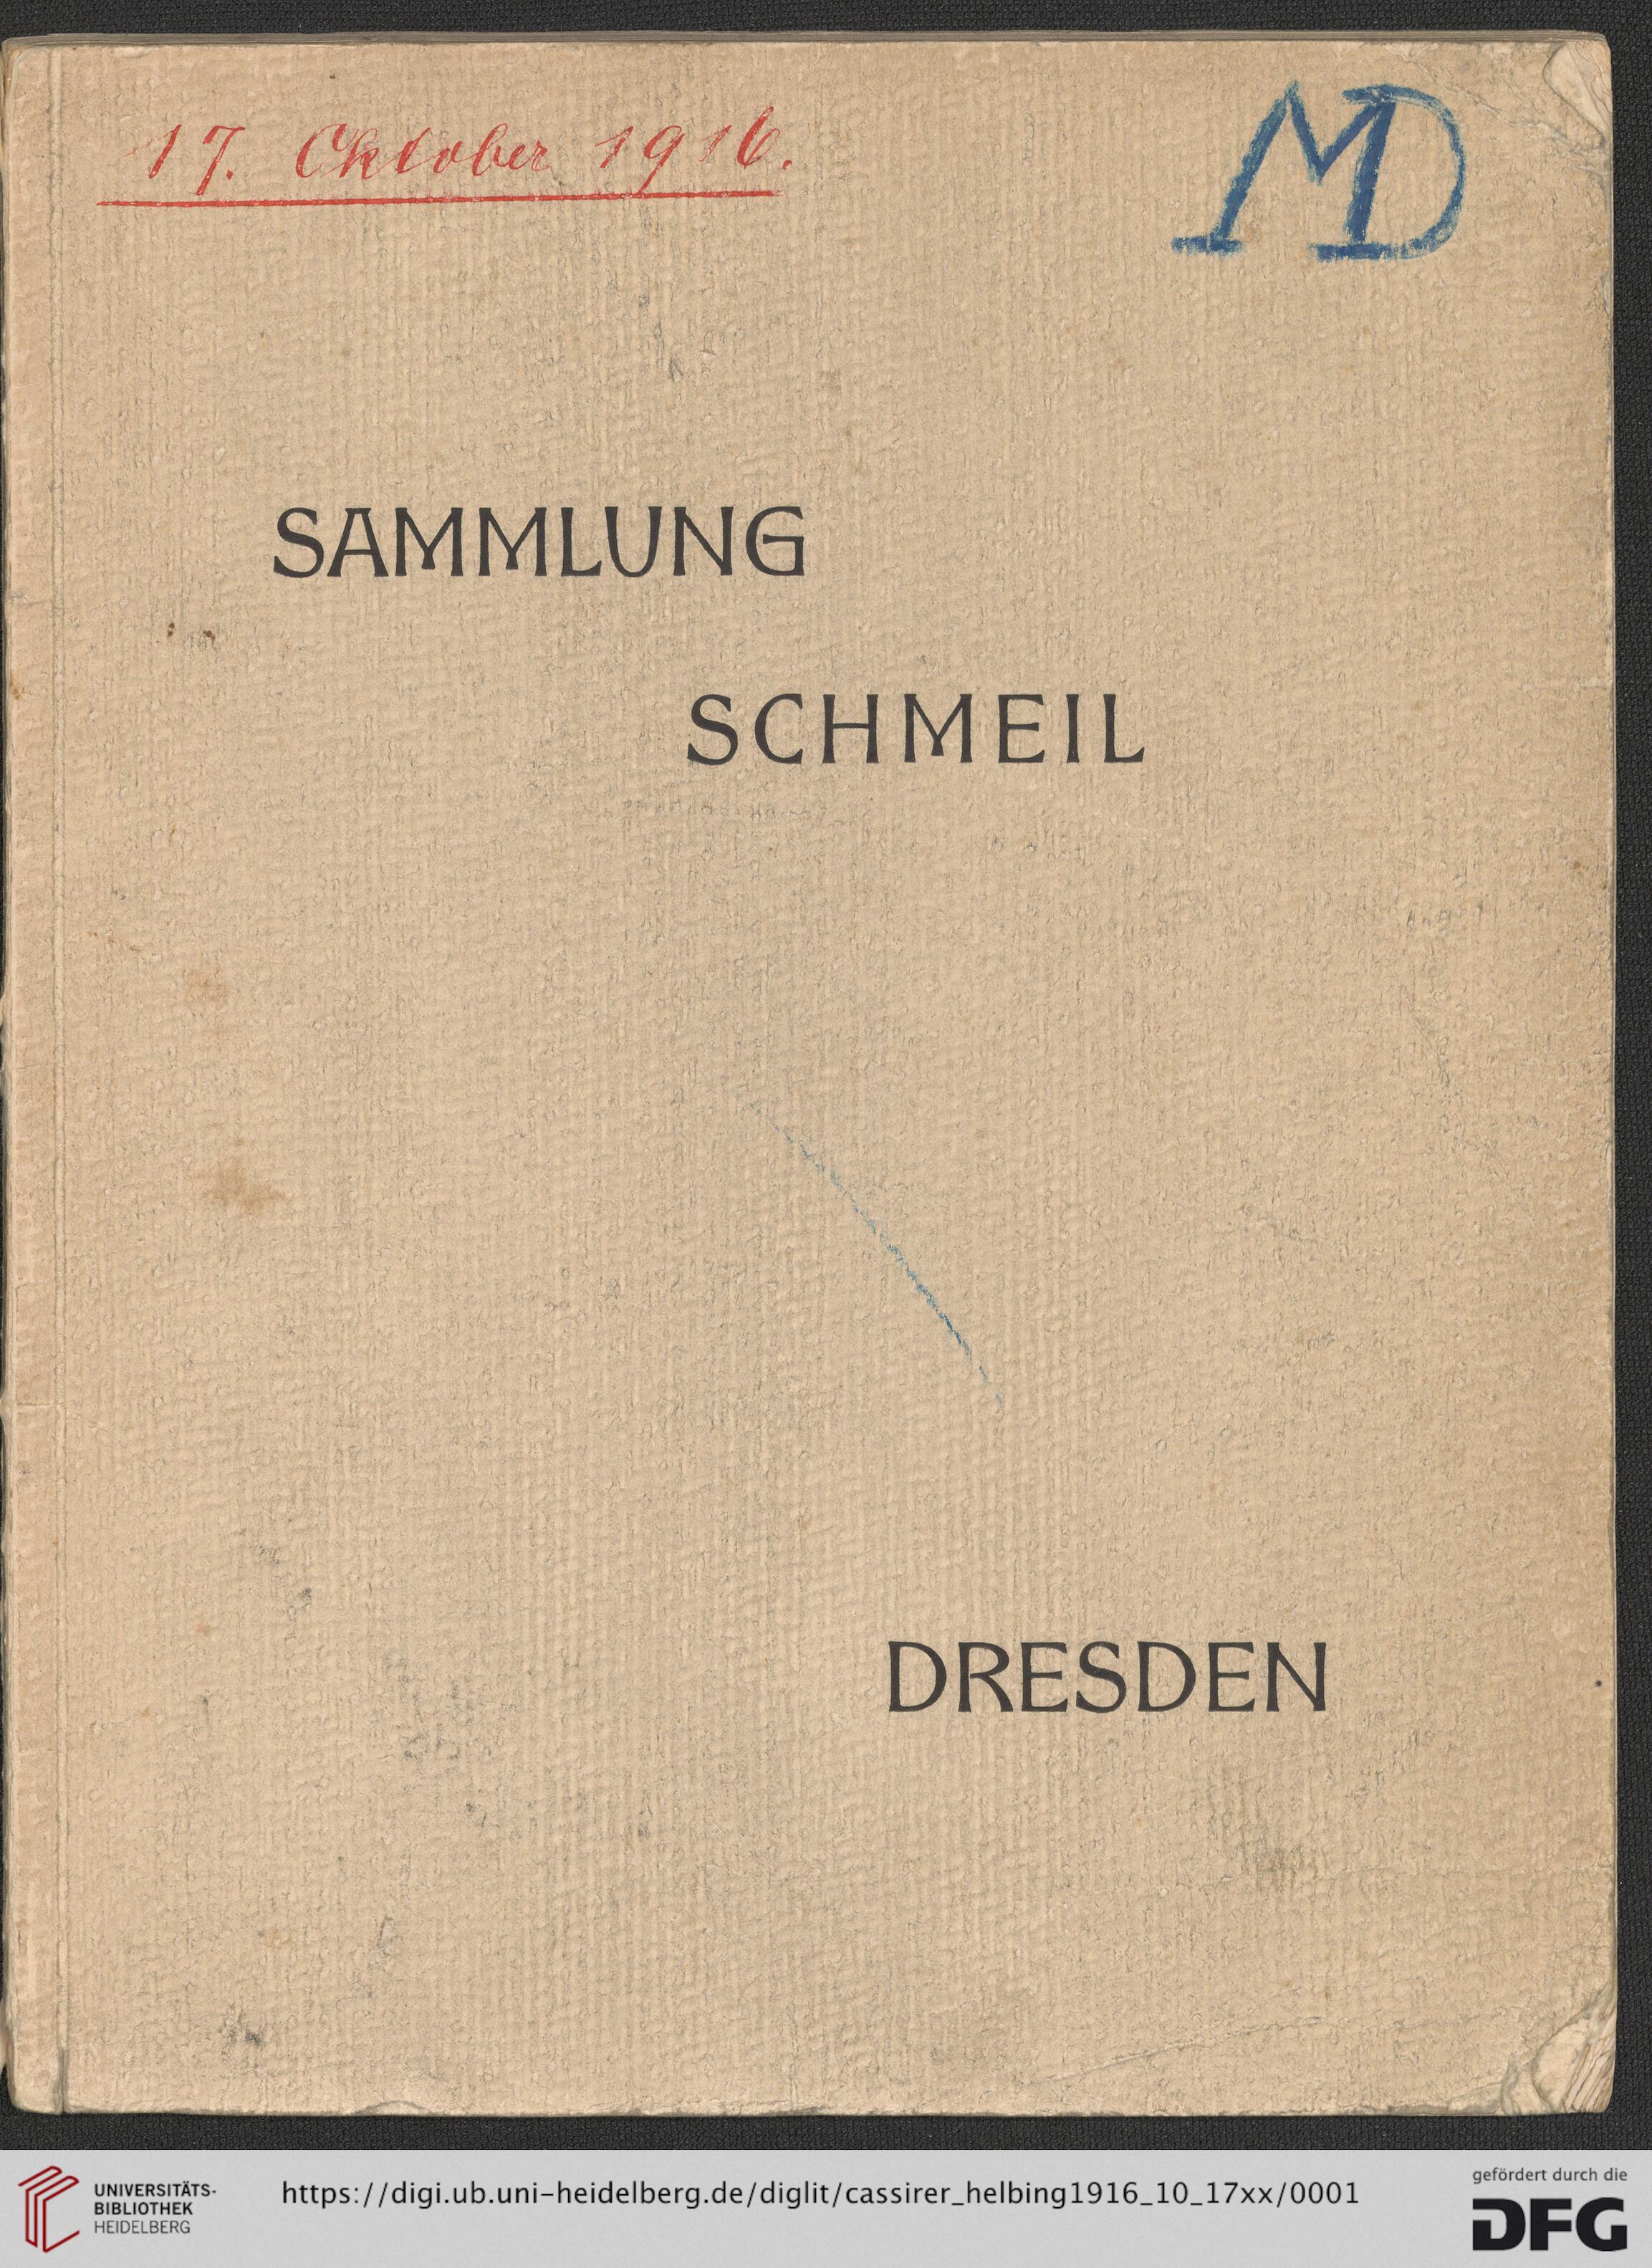 17. Oktober 1916.
MD
SAMMLUNG
SCHMEIL
DRESDEN
UNIVERSITÄTS-
BIBLIOTHEK
HEIDELBERG
https://digi.ub.uni-heidelberg.de/diglit/cassirer_helbing1916_10_17xx/0001
gefördert durch die
DFG